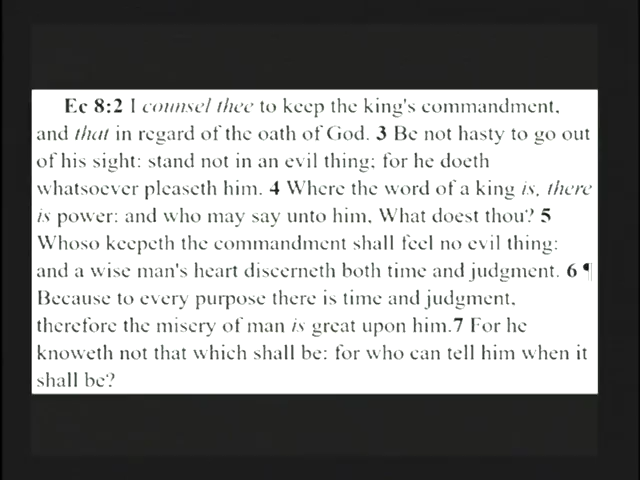 Ec 8:2 I counsel thee to keep the king's commandment,
and that in regard of the oath of God. 3 Be not hasty to go out
of his sight: stand not in an evil thing; for he doeth
whatsoever pleaseth him. 4 Where the word of a king is, there
is power: and who may say unto him, What doest thou? 5
Whoso keepeth the commandment shall feel no evil thing:
and a wise man's heart discerneth both time and judgment. 6 ¶
Because to every purpose there is time and judgment,
therefore the misery of man is great upon him.7 For he
knoweth not that which shall be: for who can tell him when it
shall be?